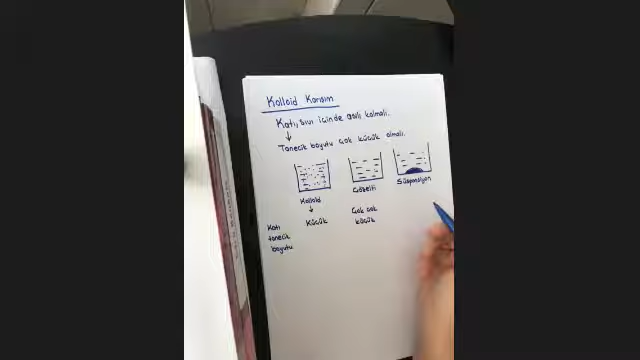 Kolloid Karışım
Katı, sıvı içinde asılı kalmalı.
Tanecik boyutu çok küçük olmalı.
Kolloid
Çözelti
Süspansiyon
Katı tanecik boyutu
Küçük
Çok çok küçük